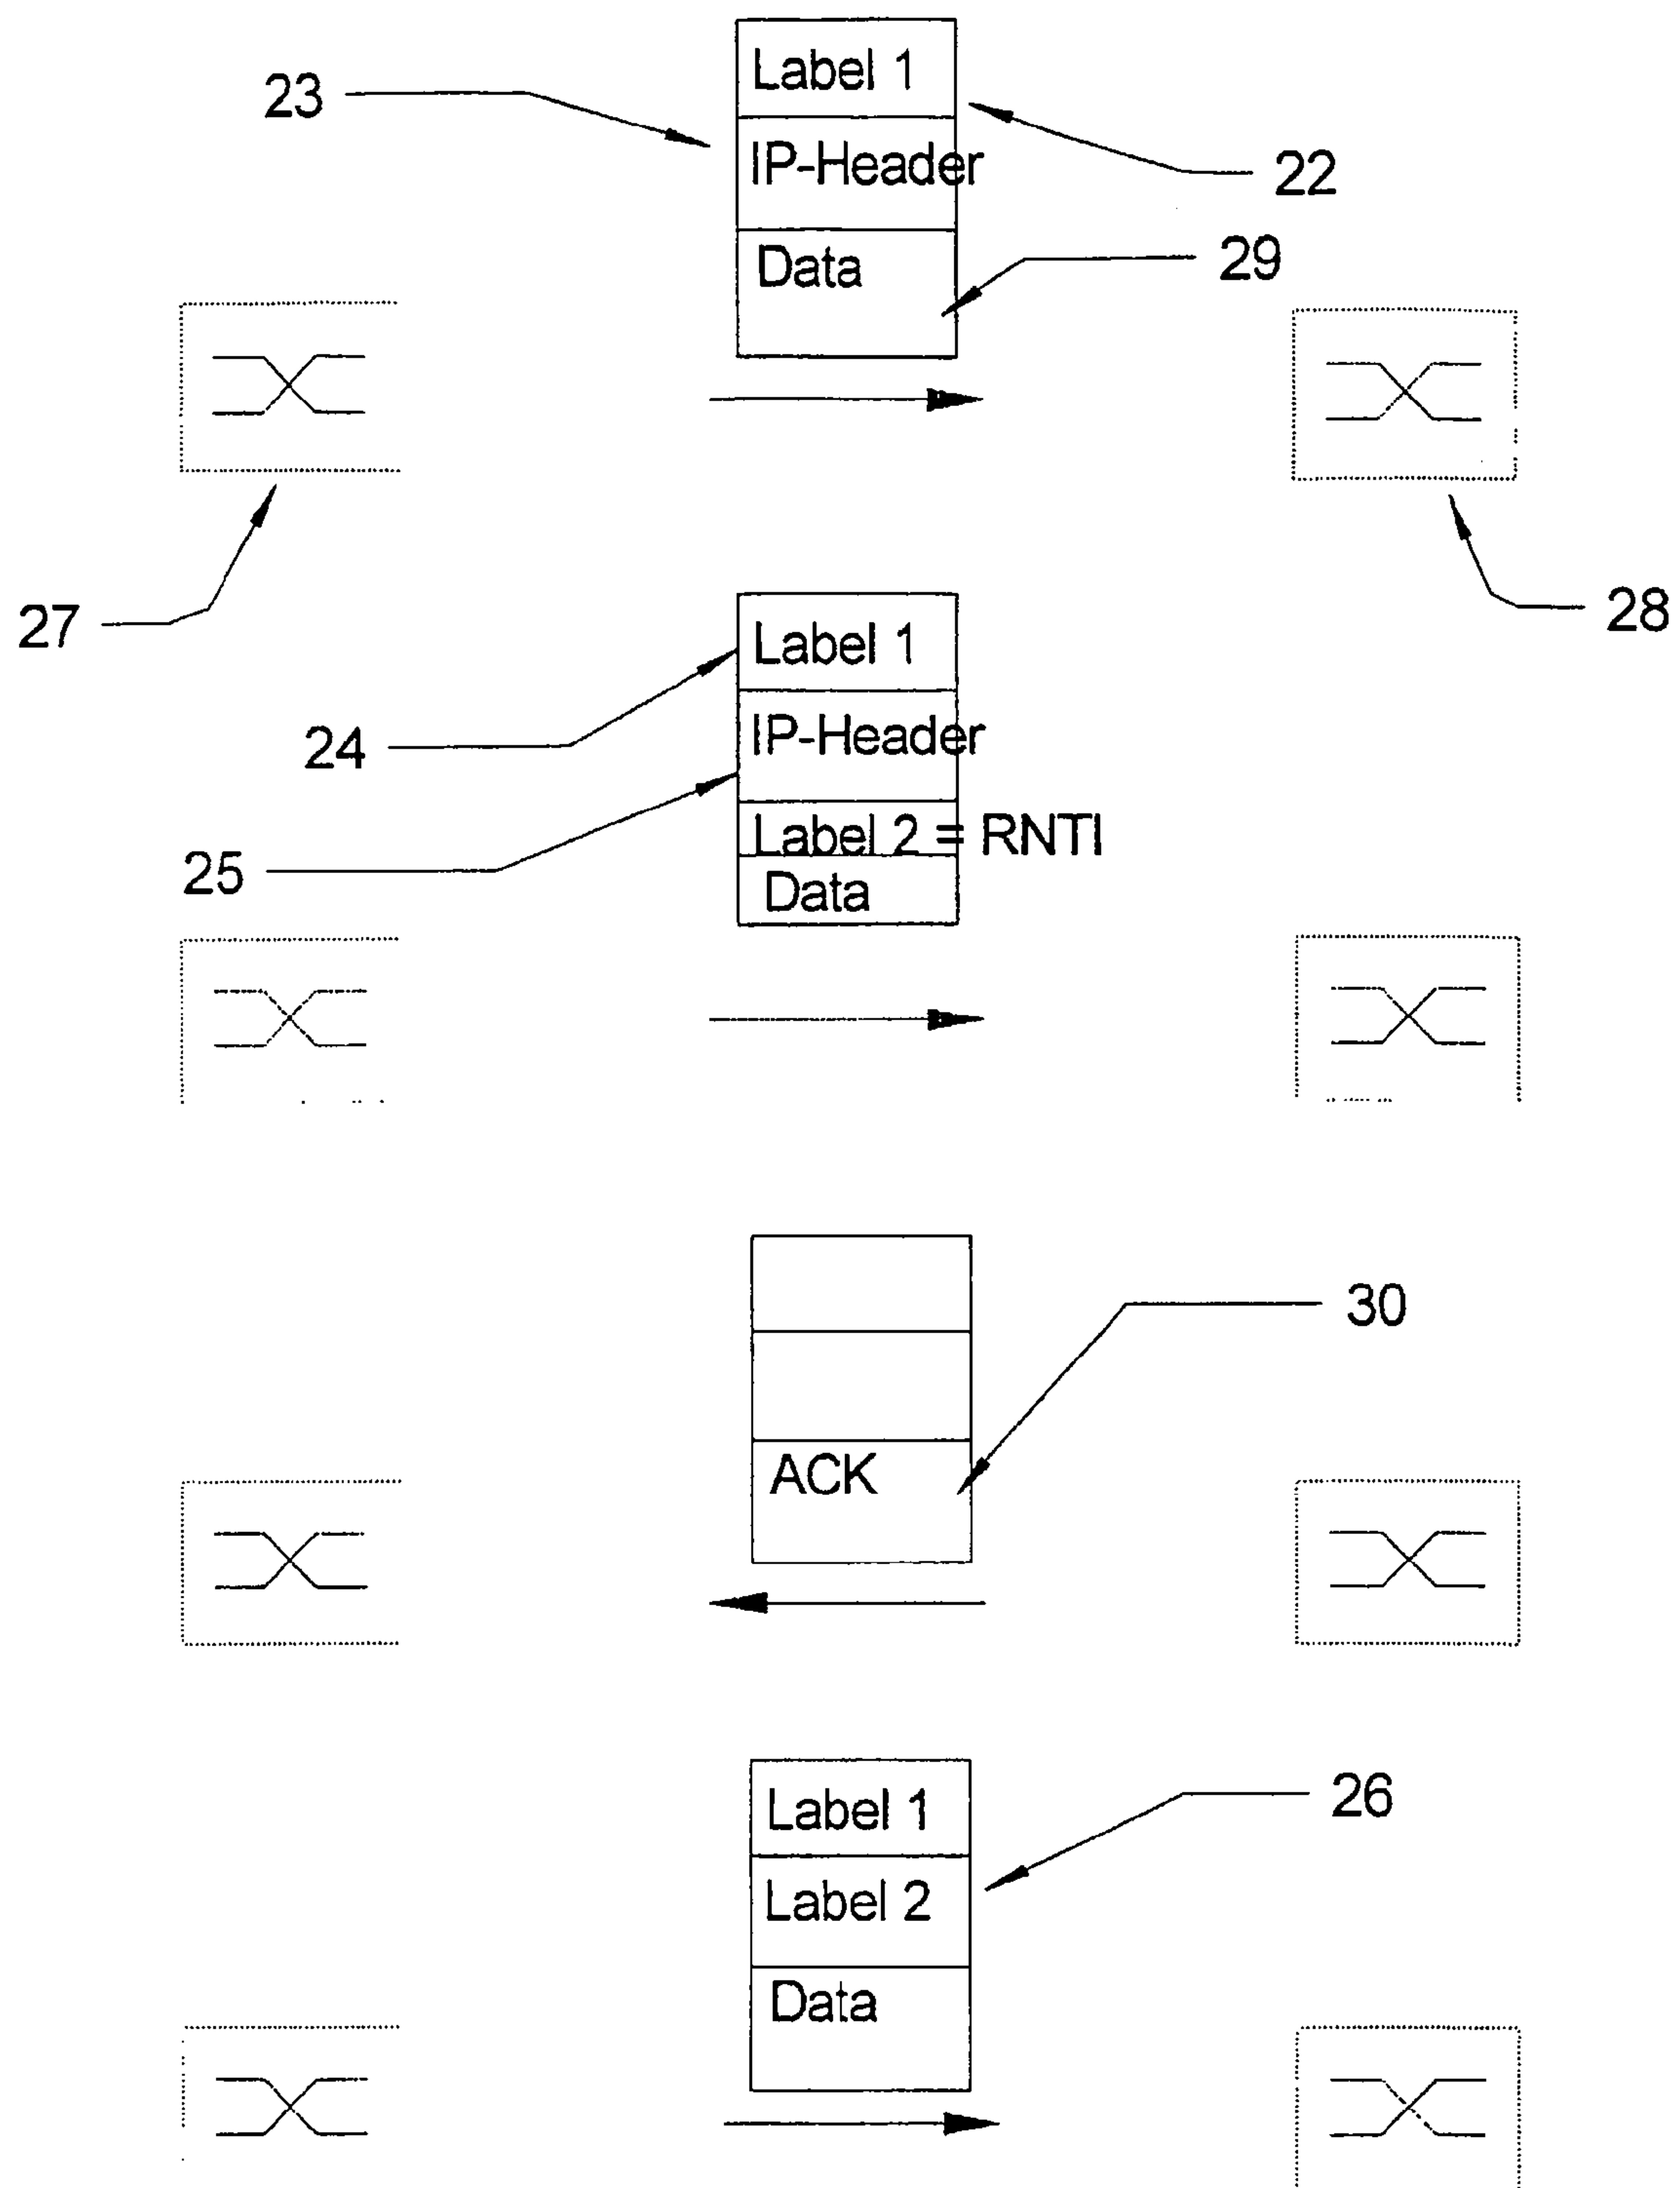 Label 1
23
IP-Header
22
Data
29
27
28
Label 1
24
IP-Header
Label 2 = RNTI
25
Data
30
ACK
Label 1
26
Label 2
Data